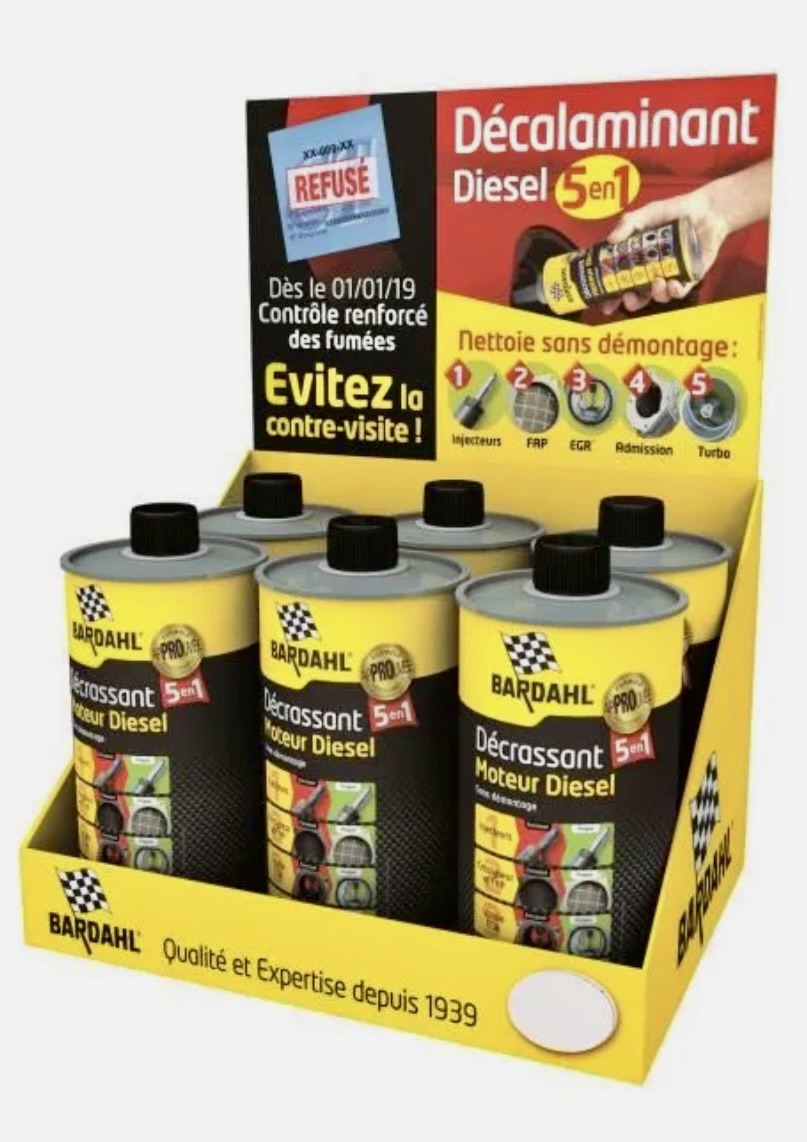 XX-009-XX
REFUSÉ
Dès le 01/01/19
Contrôle renforcé
des fumées
Evitez la
contre-visite !
Décalaminant
Diesel 5en1
Nettoie sans démontage :
1 2 3 4 5
Injecteurs FAP EGR Admission Turbo
BARDAHL
PRO
Décrassant 5en1
Moteur Diesel
BARDAHL
PRO
Décrassant 5en1
Moteur Diesel
BARDAHL
PRO
Décrassant 5en1
Moteur Diesel
Sans démontage
BARDAHL
Qualité et Expertise depuis 1939
BARDAHL